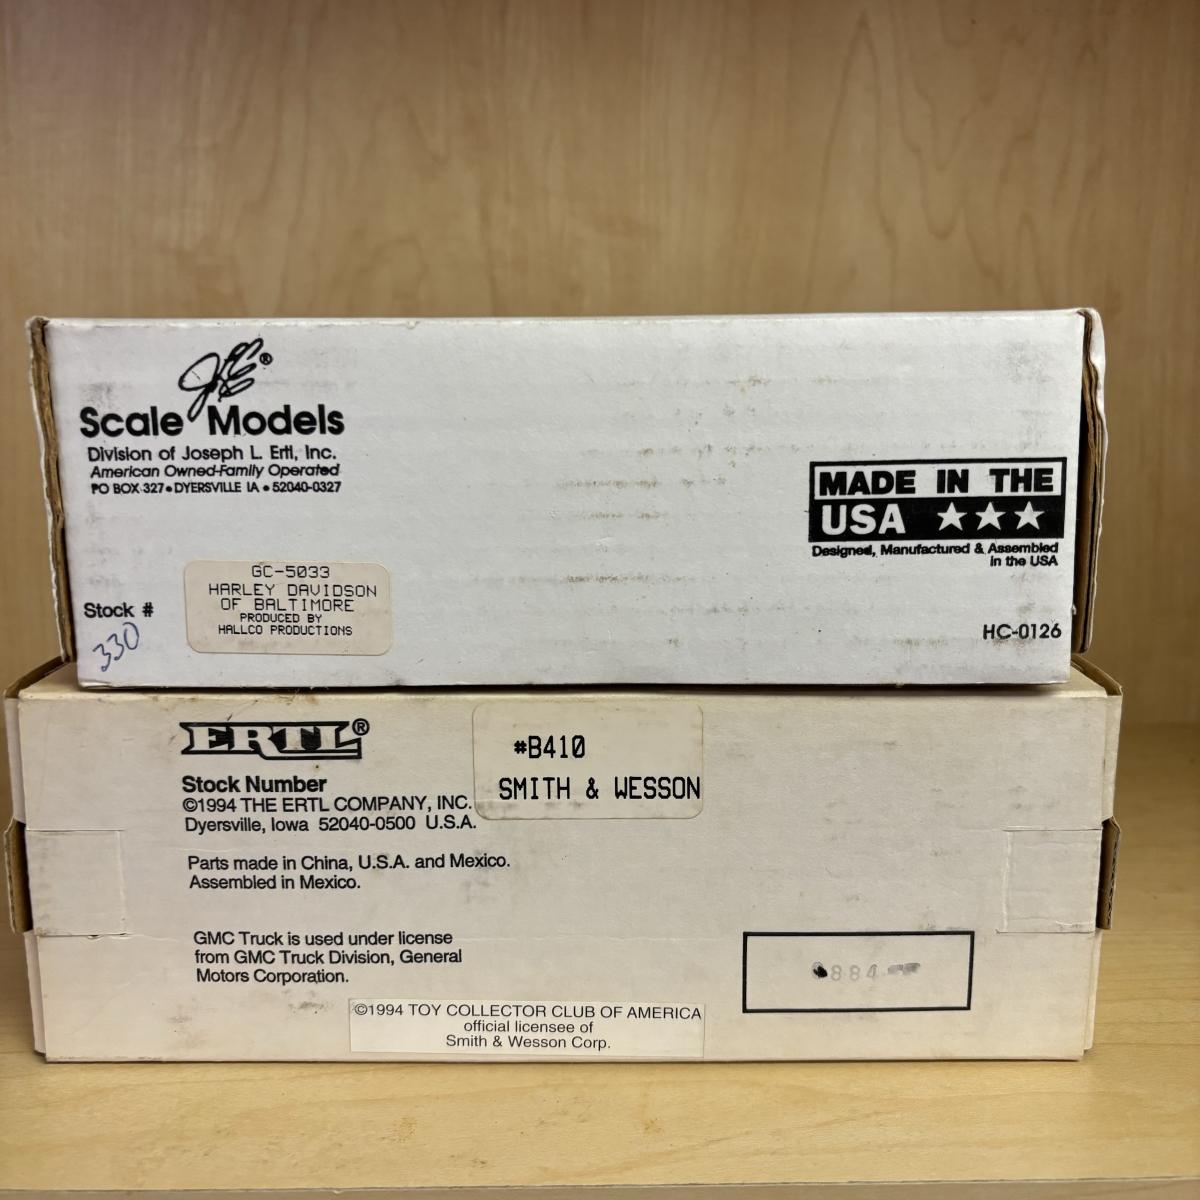 JLE®
Scale Models
Division of Joseph L. Ertl, Inc.
American Owned-Family Operated
PO BOX 327 • DYERSVILLE IA • 52040-0327
MADE IN THE
USA ★★★
Designed, Manufactured & Assembled
in the USA
GC-5033
HARLEY DAVIDSON
OF BALTIMORE
PRODUCED BY
HALLCO PRODUCTIONS
Stock #
330
HC-0126
ERTL®
#B410
SMITH & WESSON
Stock Number
©1994 THE ERTL COMPANY, INC.
Dyersville, Iowa 52040-0500 U.S.A.
Parts made in China, U.S.A. and Mexico.
Assembled in Mexico.
GMC Truck is used under license
from GMC Truck Division, General
Motors Corporation.
©1994 TOY COLLECTOR CLUB OF AMERICA
official licensee of
Smith & Wesson Corp.